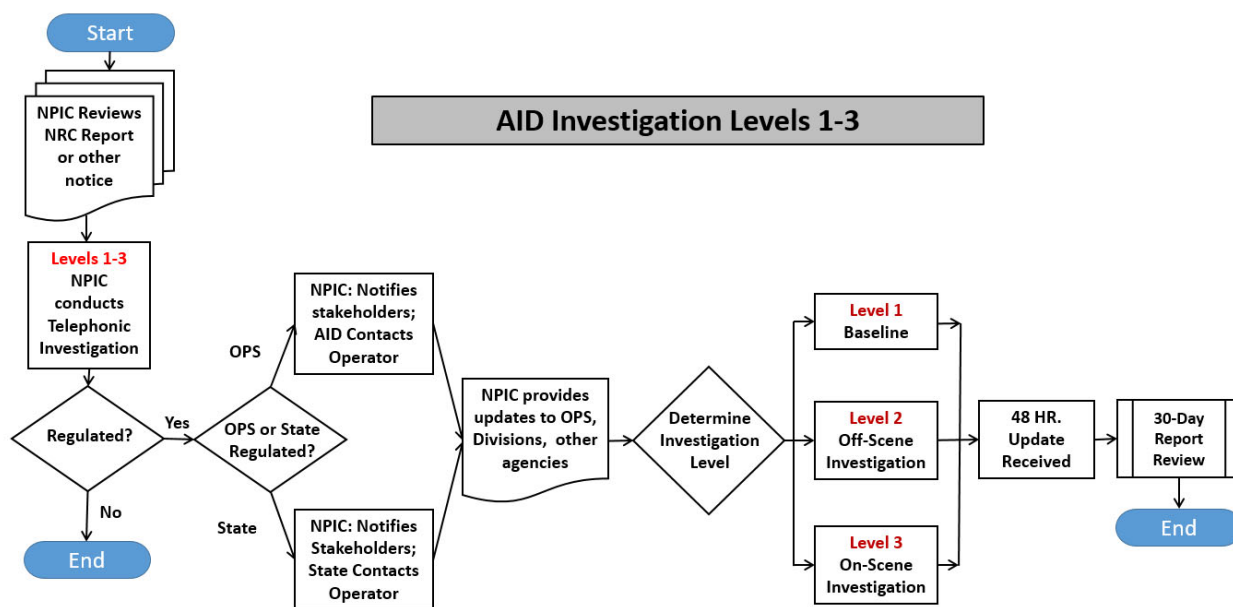 Start
NPIC Reviews
NRC Report
or other
notice
AID Investigation Levels 1-3
Levels 1-3
NPIC
conducts
Telephonic
Investigation
Regulated?
Yes
No
End
OPS or State
Regulated?
OPS
State
NPIC: Notifies
stakeholders;
AID Contacts
Operator
NPIC: Notifies
Stakeholders;
State Contacts
Operator
NPIC provides
updates to OPS,
Divisions, other
agencies
Determine
Investigation
Level
Level 1
Baseline
Level 2
Off-Scene
Investigation
Level 3
On-Scene
Investigation
48 HR.
Update
Received
30-Day
Report
Review
End